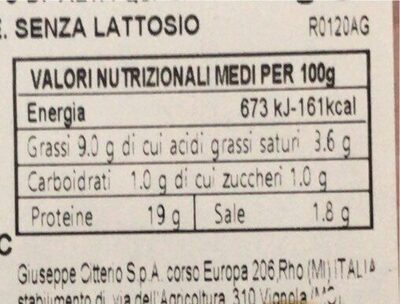 SENZA LATTOSIO R0120AG
VALORI NUTRIZIONALI MEDI PER 100g
Energia 673 kJ-161kcal
Grassi 9.0 g di cui acidi grassi saturi 3.6 g
Carboidrati 1.0 g di cui zuccheri 1.0 g
Proteine 19 g Sale 1.8 g
C
Giuseppe Citterio S.p.A. corso Europa 206,Rho (MI) ITALIA
stabilimento di via dell'Agricoltura, 310 Vignola